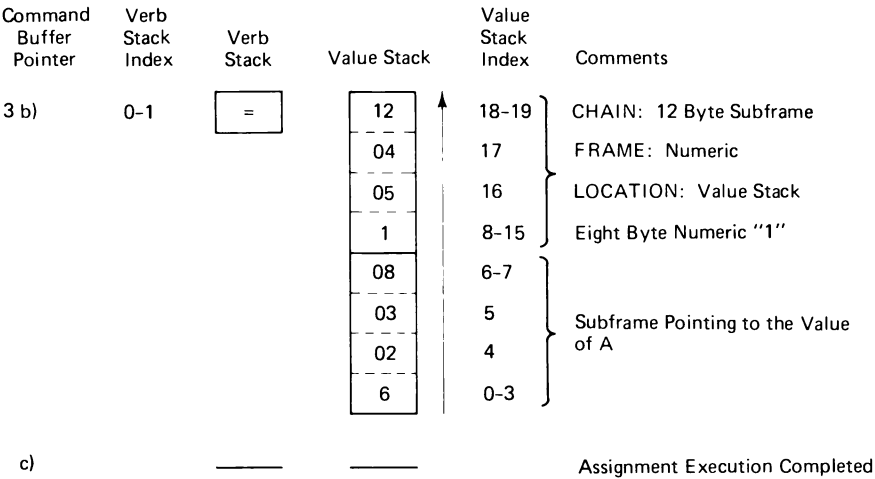 Command Buffer Pointer
Verb Stack Index
Verb Stack
Value Stack
Value Stack Index
Comments
3 b) 0-1 = 12 18-19 CHAIN: 12 Byte Subframe
04 17 FRAME: Numeric
05 16 LOCATION: Value Stack
1 8-15 Eight Byte Numeric "1"
08 6-7
03 5 Subframe Pointing to the Value
02 4 of A
6 0-3
c) Assignment Execution Completed